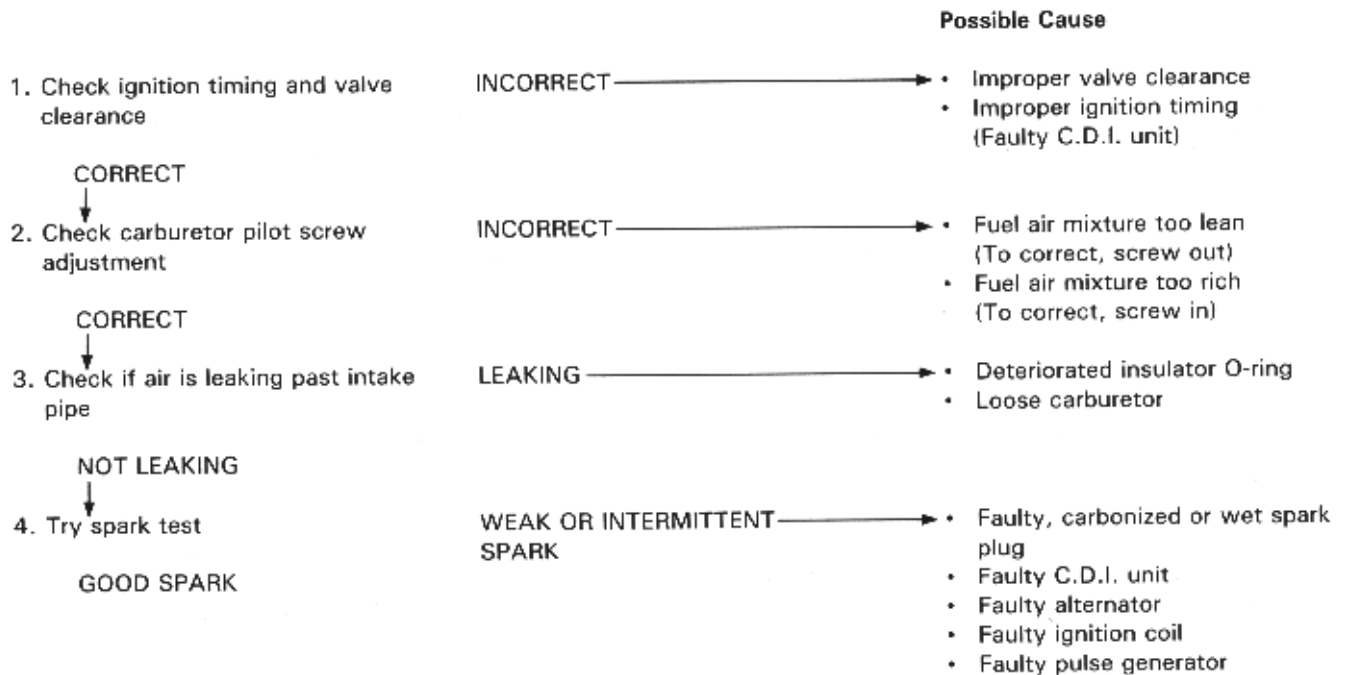 Possible Cause
1. Check ignition timing and valve
clearance
INCORRECT
• Improper valve clearance
• Improper ignition timing
(Faulty C.D.I. unit)
CORRECT
2. Check carburetor pilot screw
adjustment
INCORRECT
• Fuel air mixture too lean
(To correct, screw out)
• Fuel air mixture too rich
(To correct, screw in)
CORRECT
3. Check if air is leaking past intake
pipe
LEAKING
• Deteriorated insulator O-ring
• Loose carburetor
NOT LEAKING
4. Try spark test
WEAK OR INTERMITTENT
SPARK
• Faulty, carbonized or wet spark
plug
• Faulty C.D.I. unit
• Faulty alternator
• Faulty ignition coil
• Faulty pulse generator
GOOD SPARK